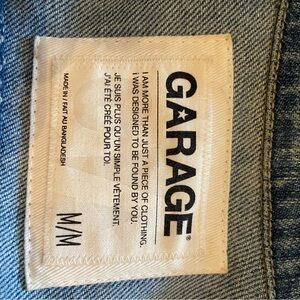 GARAGE®
I AM MORE THAN JUST A PIECE OF CLOTHING.
I WAS DESIGNED TO BE FOUND BY YOU.
JE SUIS PLUS QU'UN SIMPLE VÊTEMENT.
J'AI ÉTÉ CRÉÉ POUR TOI.
MADE IN / FAIT AU BANGLADESH
M/M